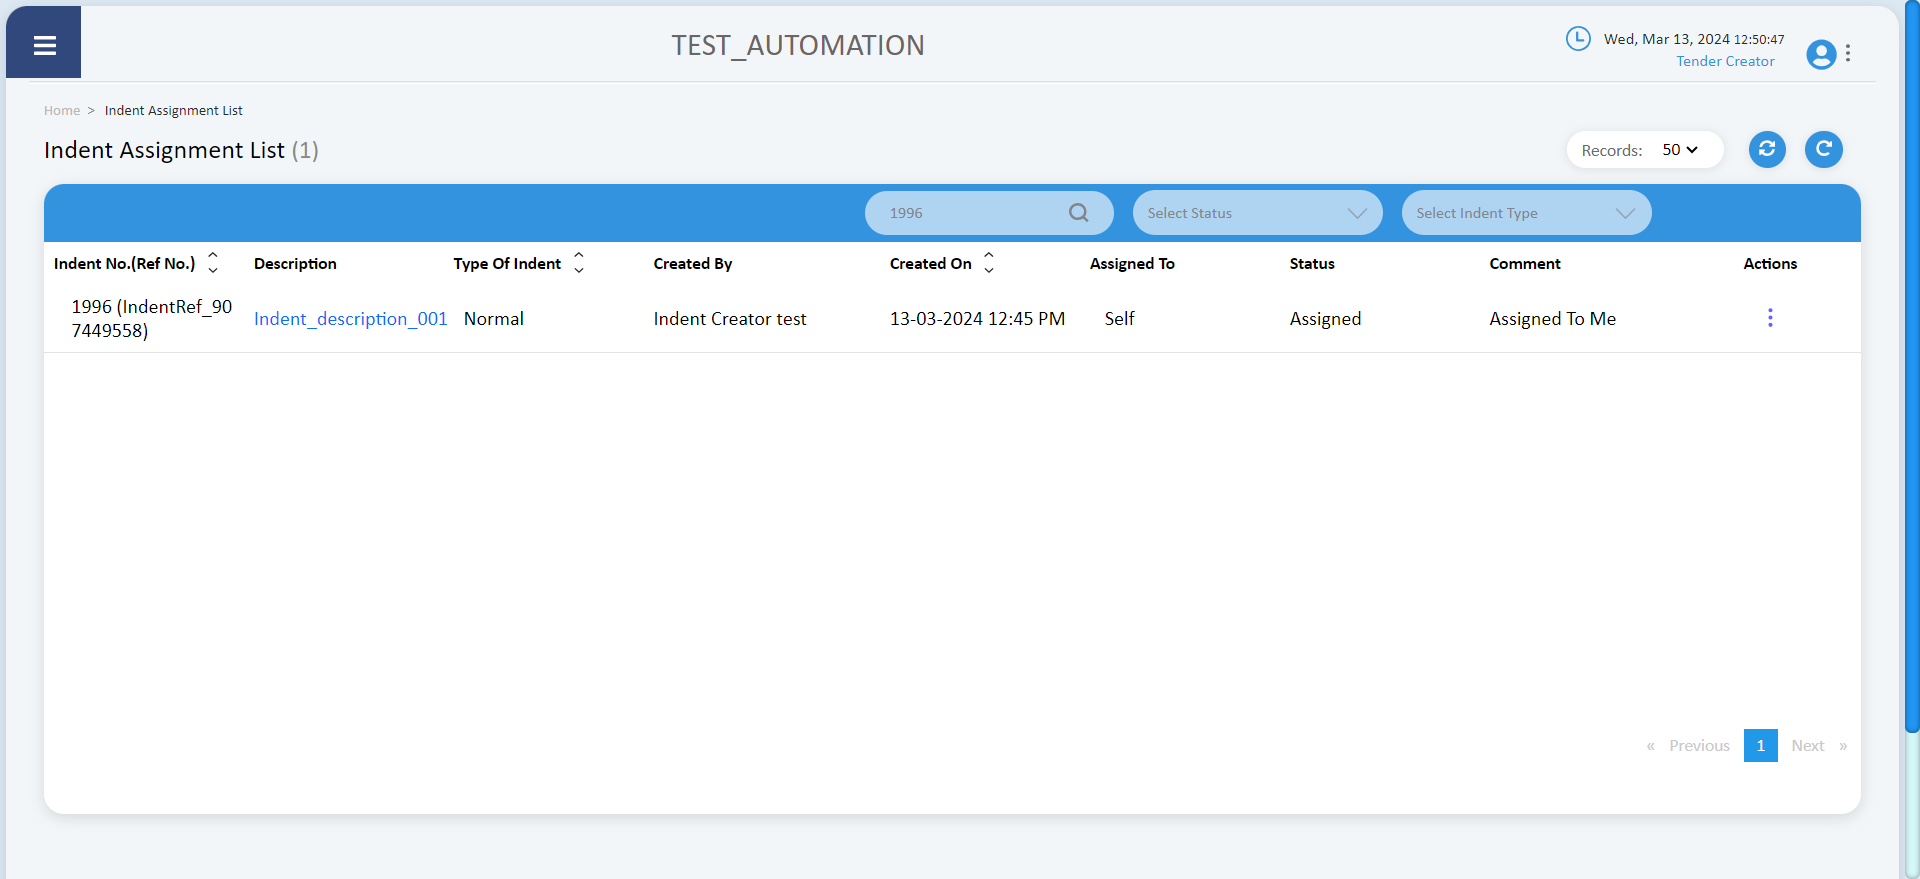 TEST_AUTOMATION
Wed, Mar 13, 2024 12:50:47
Tender Creator
Home > Indent Assignment List
Indent Assignment List (1)
Records: 50
1996
Select Status
Select Indent Type
Indent No.(Ref No.) Description Type Of Indent Created By Created On Assigned To Status Comment Actions
1996 (IndentRef_90
7449558)
Indent_description_001 Normal Indent Creator test 13-03-2024 12:45 PM Self Assigned Assigned To Me
« Previous 1 Next »